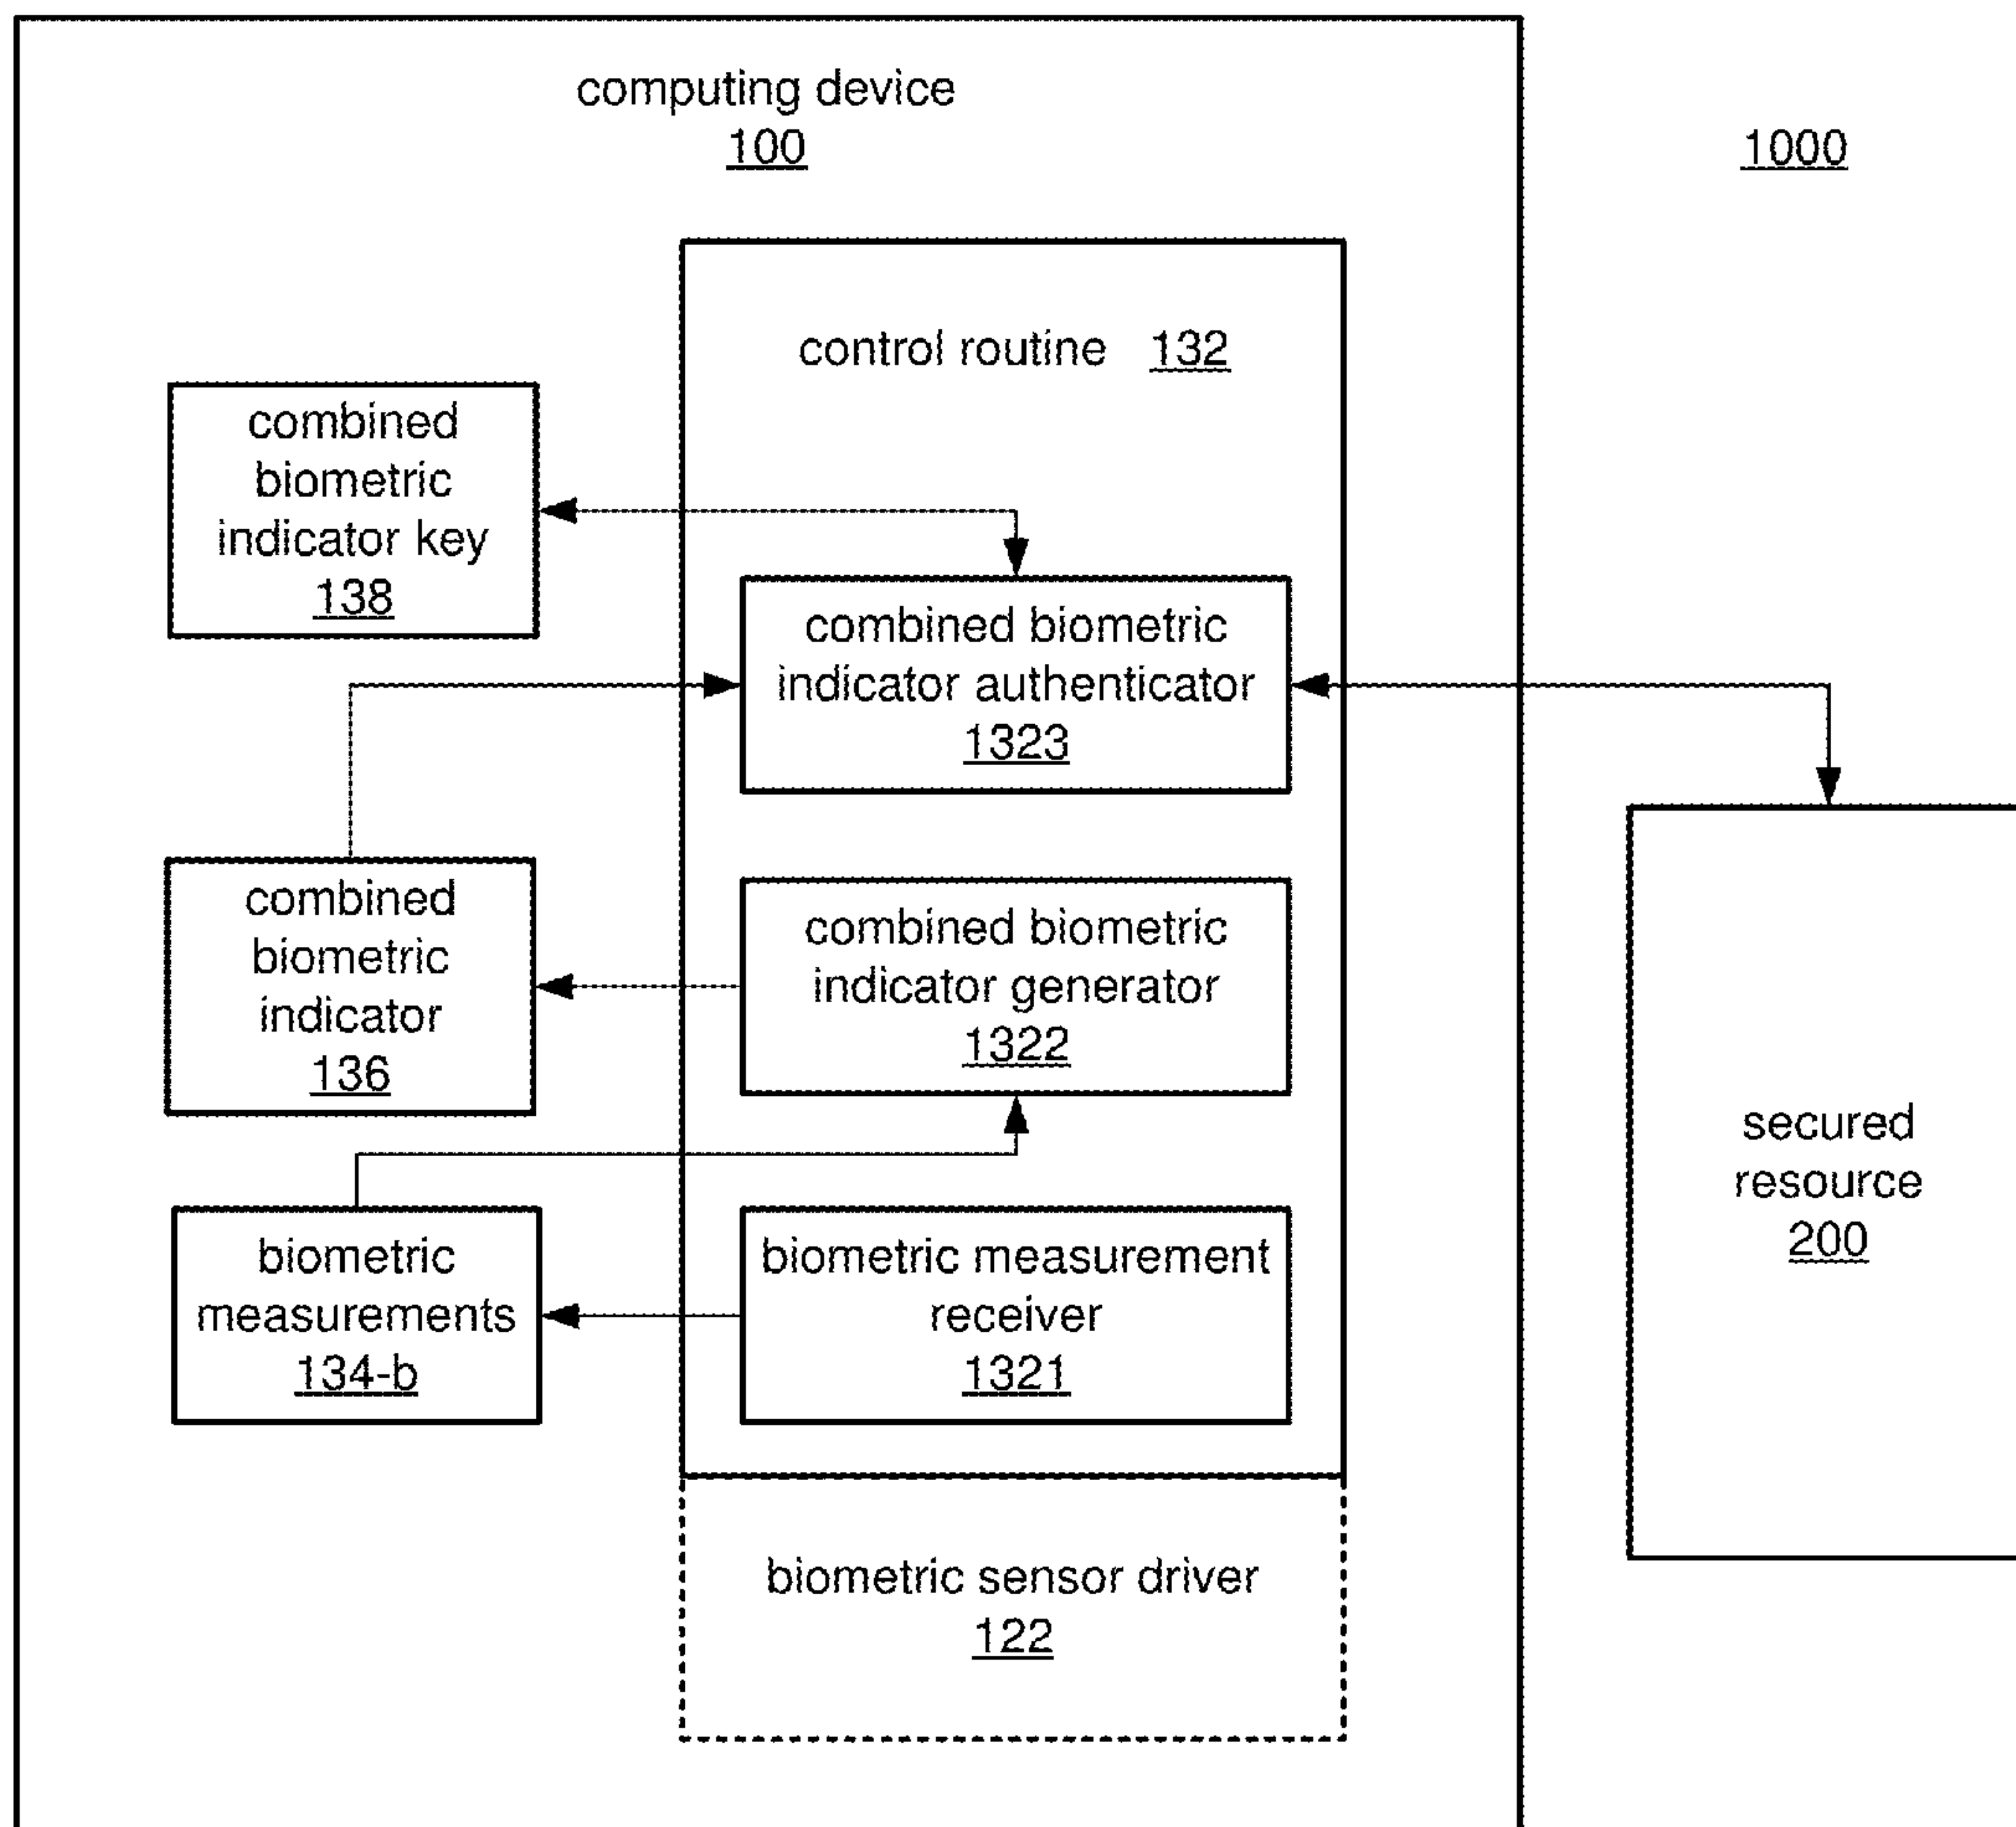 computing device
100
1000
control routine 132
combined
biometric
indicator key
138
combined biometric
indicator authenticator
1323
combined
biometric
indicator
136
combined biometric
indicator generator
1322
biometric
measurements
134-b
biometric measurement
receiver
1321
secured
resource
200
biometric sensor driver
122